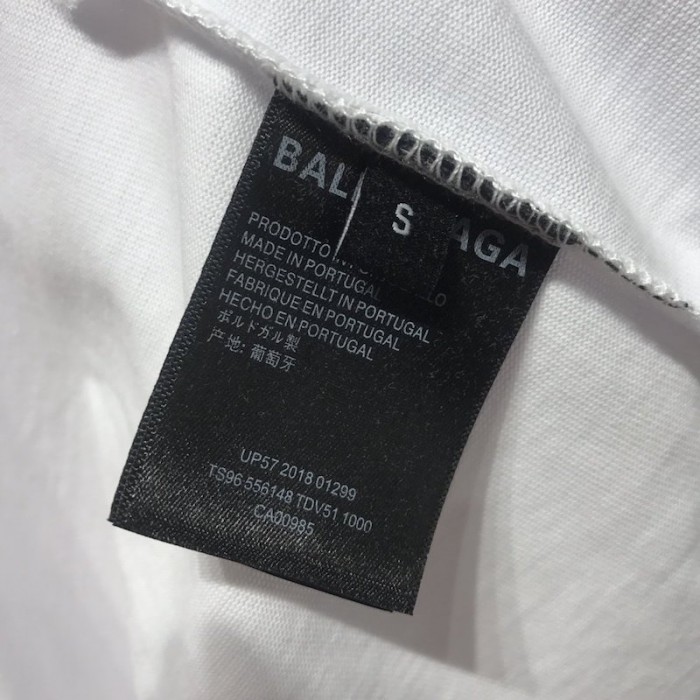 BAL AGA
S
PRODOTTO
MADE IN PORTUGAL
HERGESTELLT IN PORTUGAL
FABRIQUE EN PORTUGAL
HECHO EN PORTUGAL
ポルトガル製
产地: 葡萄牙
UP57 2018 01299
TS96 556148 TDV51 1000
CA00985